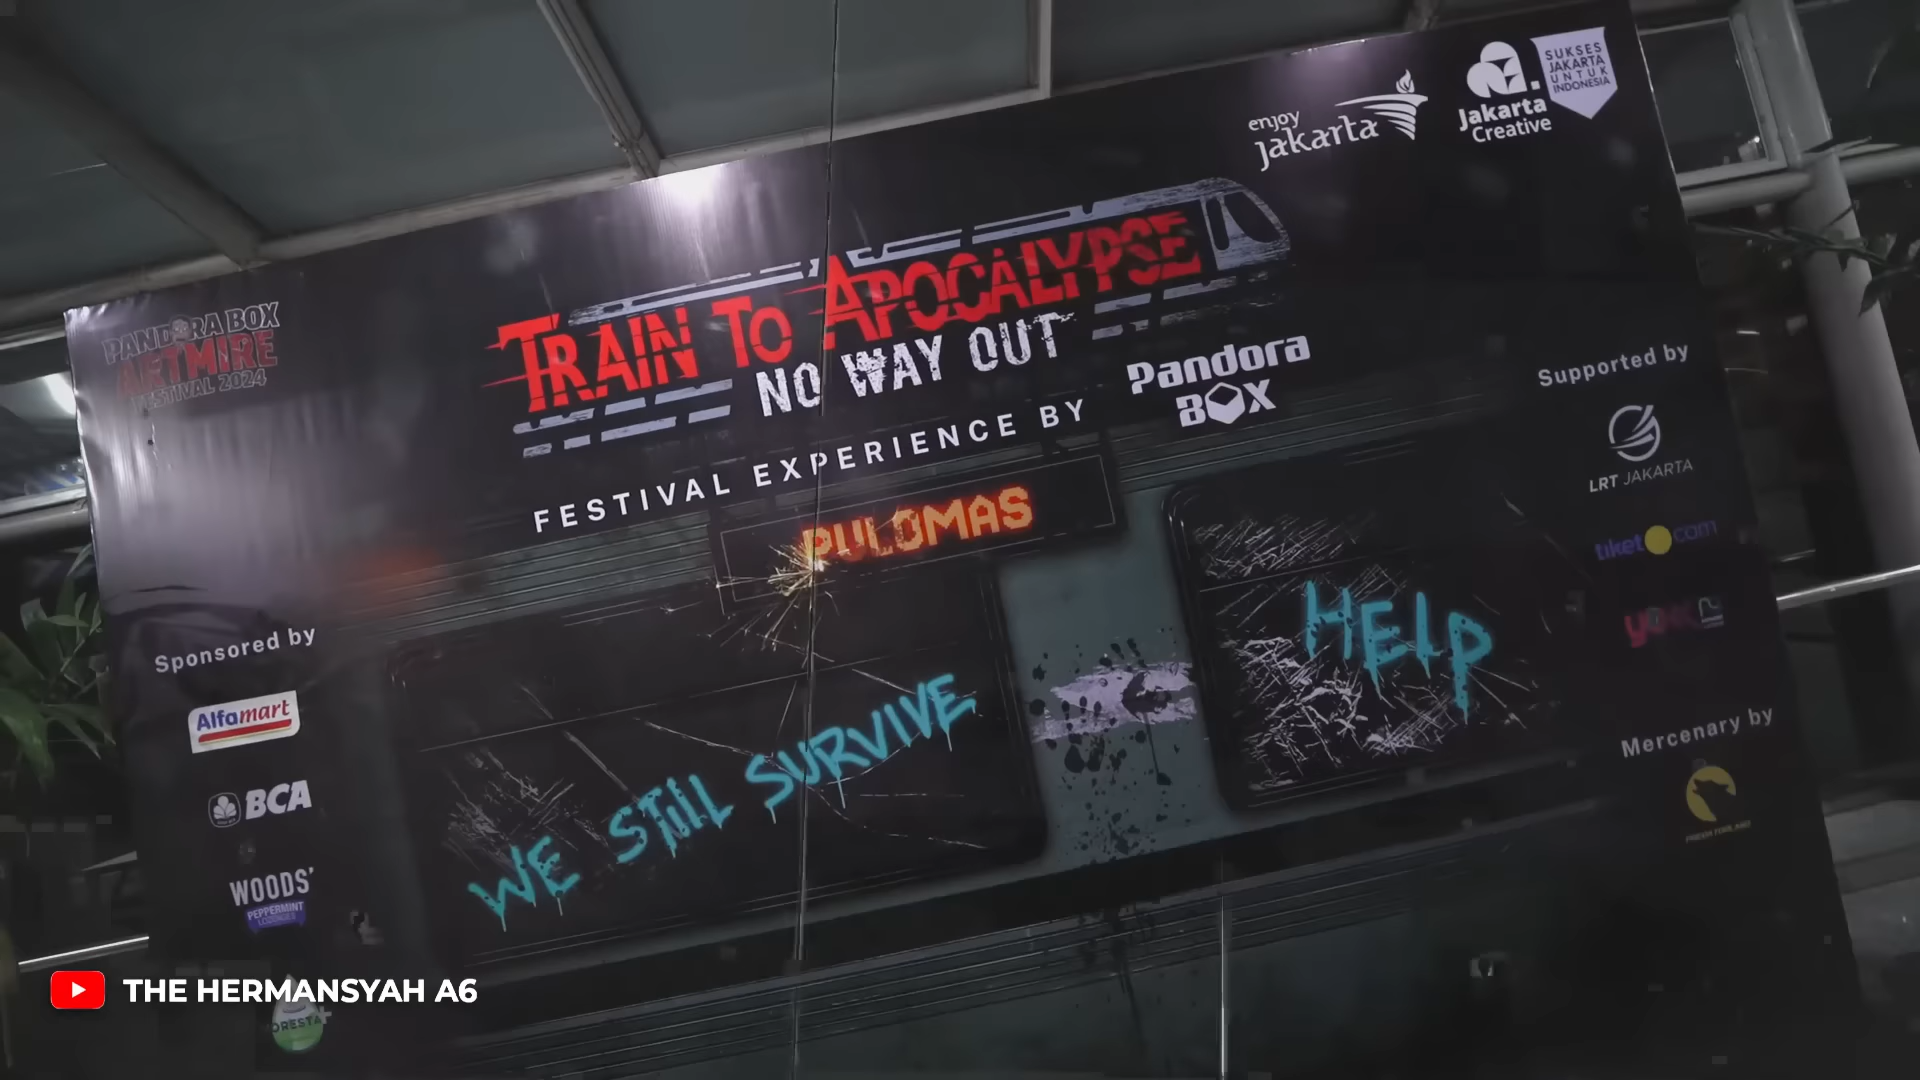 enjoy
jakarta
Jakarta
Creative
SUKSES
JAKARTA
UNTUK
INDONESIA
PANDORA BOX
ARTMIRE
FESTIVAL 2024
TRAIN TO APOCALYPSE
NO WAY OUT
FESTIVAL EXPERIENCE BY
Pandora
BOX
PULOMAS
WE STILL SURVIVE
HELP
Sponsored by
Alfamart
BCA
WOODS'
PEPPERMINT
LOZENGES
Supported by
LRT JAKARTA
tiket.com
Mercenary by
THE HERMANSYAH A6